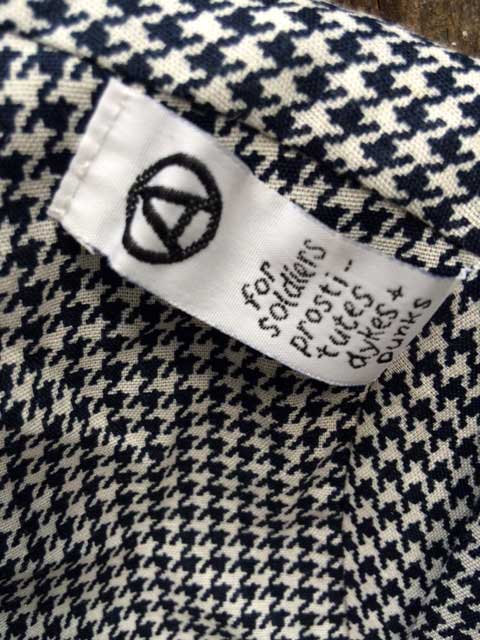 A
for
soldiers
prosti-
tutes
dykes +
punks